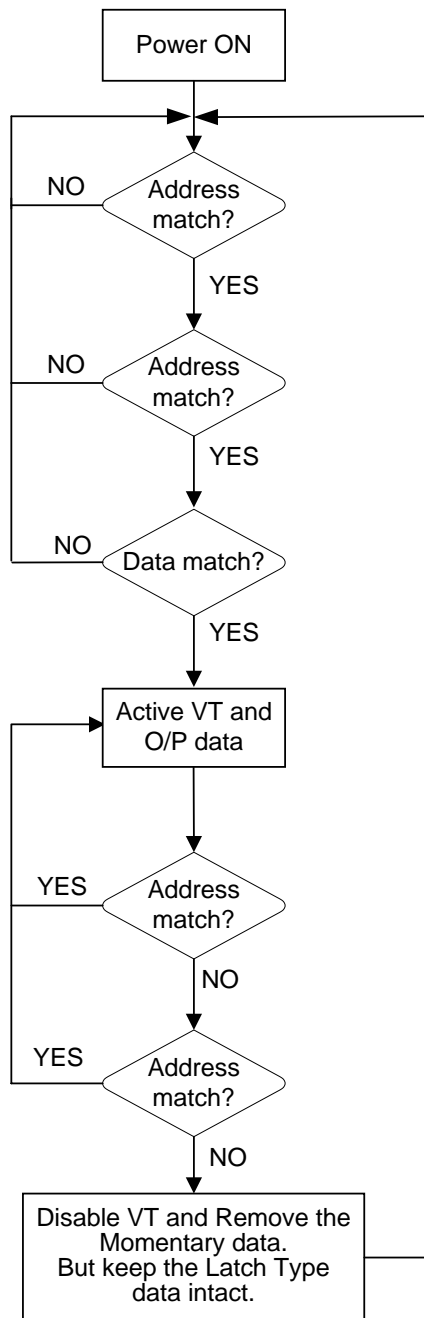 Power ON
NO
Address
match?
YES
NO
Address
match?
YES
NO
Data match?
YES
Active VT and
O/P data
YES
Address
match?
NO
YES
Address
match?
NO
Disable VT and Remove the
Momentary data.
But keep the Latch Type
data intact.